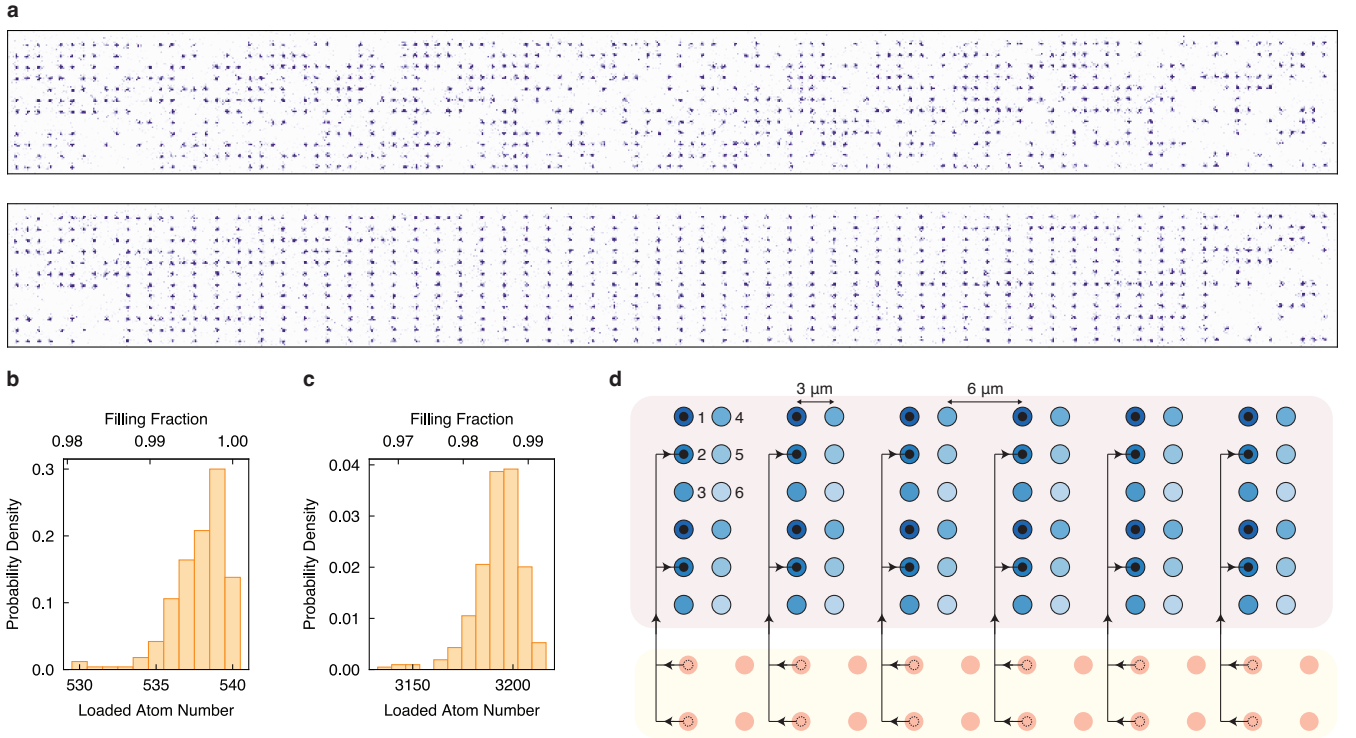 a
b
Filling Fraction
0.98 0.99 1.00
0.3
0.2
0.1
0.0
Probability Density
530 535 540
Loaded Atom Number
c
Filling Fraction
0.97 0.98 0.99
0.04
0.03
0.02
0.01
0.00
Probability Density
3150 3200
Loaded Atom Number
d
3 μm 6 μm
1 4
2 5
3 6